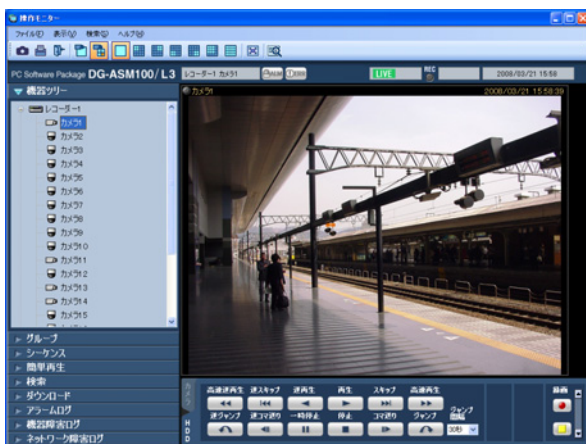 操作モニター
ファイル(F) 表示(V) 検索(S) ヘルプ(H)
PC Software Package DG-ASM100/L3
レコーダー1 カメラ1
ALM
ERR
LIVE
REC
2008/03/21 15:58
機器ツリー
レコーダー1
カメラ1
カメラ2
カメラ3
カメラ4
カメラ5
カメラ6
カメラ7
カメラ8
カメラ9
カメラ10
カメラ11
カメラ12
カメラ13
カメラ14
カメラ15
グループ
シーケンス
簡単再生
検索
ダウンロード
アラームログ
機器障害ログ
ネットワーク障害ログ
カメラ1
2008/03/21 15:58:39
カメラ
HDD
高速逆再生 逆スキップ 逆再生 再生 スキップ 高速再生
逆ジャンプ 逆コマ送り 一時停止 停止 コマ送り ジャンプ
ジャンプ間隔
30秒
録画